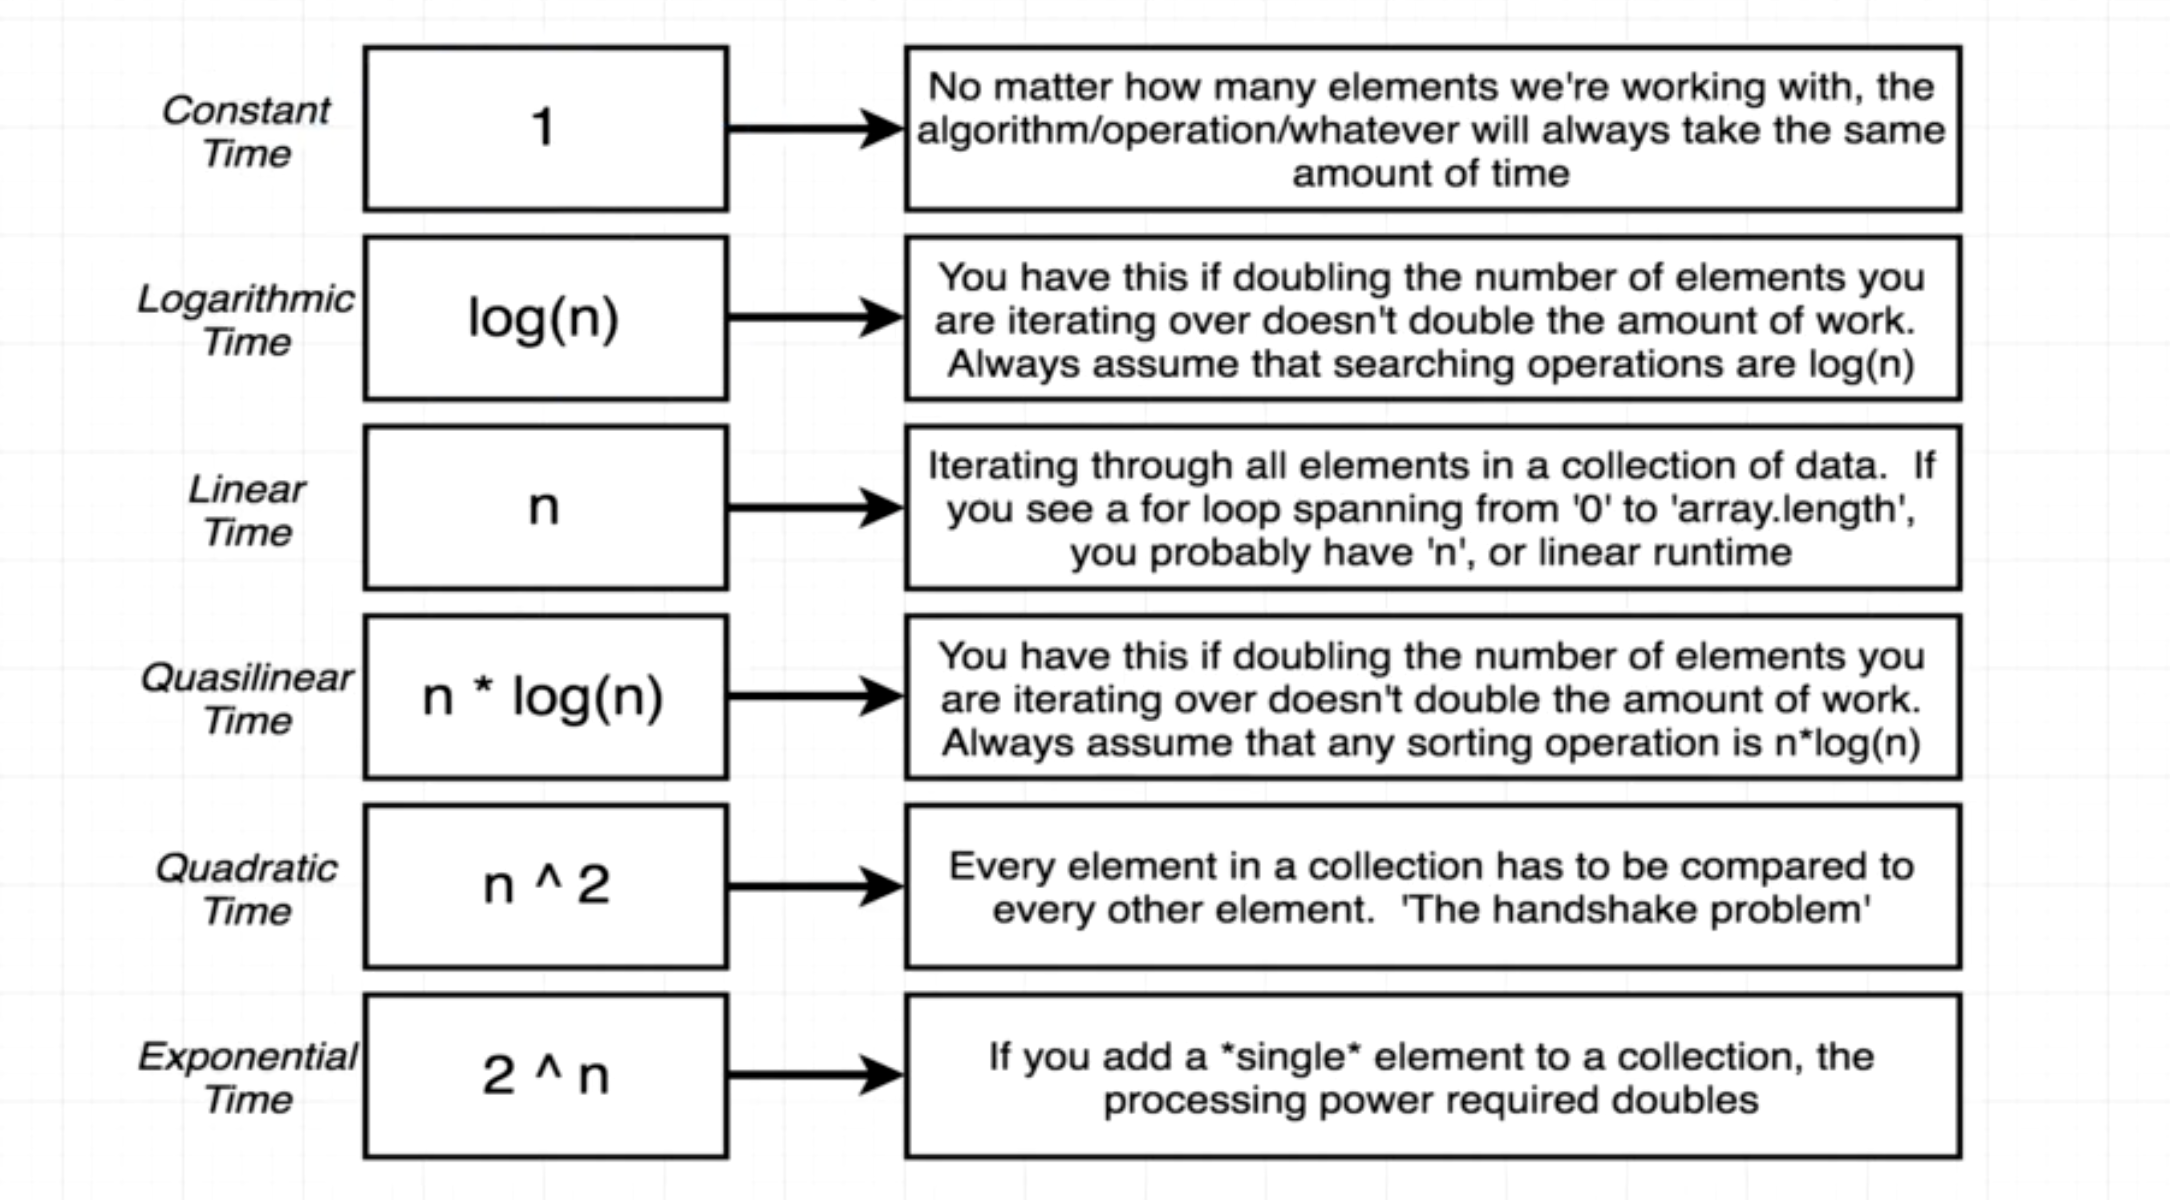 Constant
Time
1
No matter how many elements we're working with, the
algorithm/operation/whatever will always take the same
amount of time
Logarithmic
Time
log(n)
You have this if doubling the number of elements you
are iterating over doesn't double the amount of work.
Always assume that searching operations are log(n)
Linear
Time
n
Iterating through all elements in a collection of data.  If
you see a for loop spanning from '0' to 'array.length',
you probably have 'n', or linear runtime
Quasilinear
Time
n * log(n)
You have this if doubling the number of elements you
are iterating over doesn't double the amount of work.
Always assume that any sorting operation is n*log(n)
Quadratic
Time
n ^ 2
Every element in a collection has to be compared to
every other element.  'The handshake problem'
Exponential
Time
2 ^ n
If you add a *single* element to a collection, the
processing power required doubles